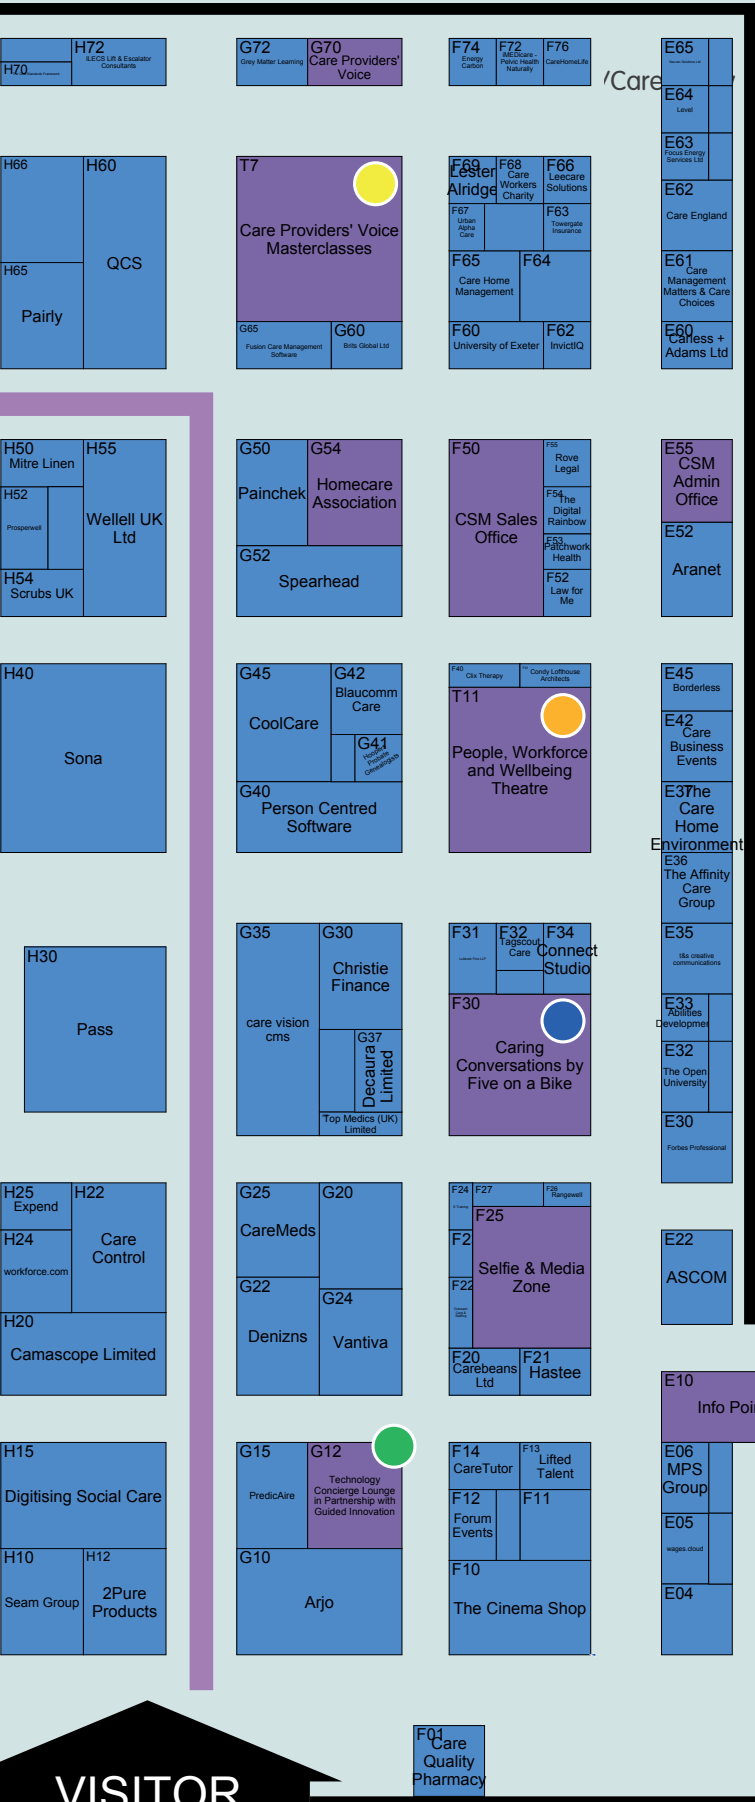 H70
H72
ILECS Lift & Escalator
Consultants
G72
Grey Matter Learning
G70
Care Providers'
Voice
F74
Energy
Carbon
F72
iMEDicare -
Pelvic Health
Naturally
F76
CareHomeLife
E65
/Care
E64
Level
E63
Focus Energy
Services Ltd
H66
H60
QCS
H65
Pairly
T7
Care Providers' Voice
Masterclasses
G65
Fusion Care Management
Software
G60
Brits Global Ltd
F69
Lester
Alridge
F68
Care
Workers
Charity
F66
Leecare
Solutions
F67
Urban
Alpha
Care
F63
Towergate
Insurance
F65
Care Home
Management
F64
F60
University of Exeter
F62
InvictIQ
E62
Care England
E61
Care
Management
Matters & Care
Choices
E60
Carless +
Adams Ltd
H50
Mitre Linen
H55
Wellell UK
Ltd
H52
Prosperwell
H54
Scrubs UK
G50
Painchek
G54
Homecare
Association
G52
Spearhead
F50
CSM Sales
Office
F55
Rove
Legal
F54
The
Digital
Rainbow
F53
Patchwork
Health
F52
Law for
Me
E55
CSM
Admin
Office
E52
Aranet
H40
Sona
G45
CoolCare
G42
Blaucomm
Care
G41
Hoopers
Probate
Genealogists
G40
Person Centred
Software
F40
Clix Therapy
Condy Lofthouse
Architects
T11
People, Workforce
and Wellbeing
Theatre
E45
Borderless
E42
Care
Business
Events
E37
The
Care
Home
Environment
E36
The Affinity
Care
Group
H30
Pass
G35
care vision
cms
G30
Christie
Finance
G37
Decaura
Limited
Top Medics (UK)
Limited
F31
F32
Tagscout
Care
F34
Connect
Studio
F30
Caring
Conversations by
Five on a Bike
E35
t&s creative
communications
E33
Abilities
Developmen
E32
The Open
University
E30
Forbes Professional
H25
Expend
H22
Care
Control
H24
workforce.com
H20
Camascope Limited
G25
CareMeds
G20
G22
Denizns
G24
Vantiva
F24
F27
F26
Rangewell
F25
Selfie & Media
Zone
F2
F22
F20
Carebeans
Ltd
F21
Hastee
E22
ASCOM
E10
Info Poi
H15
Digitising Social Care
H10
Seam Group
H12
2Pure
Products
G15
PredicAire
G12
Technology
Concierge Lounge
in Partnership with
Guided Innovation
G10
Arjo
F14
CareTutor
F13
Lifted
Talent
F12
Forum
Events
F11
F10
The Cinema Shop
E06
MPS
Group
E05
wages.cloud
E04
F01
Care
Quality
Pharmacy
VISITOR